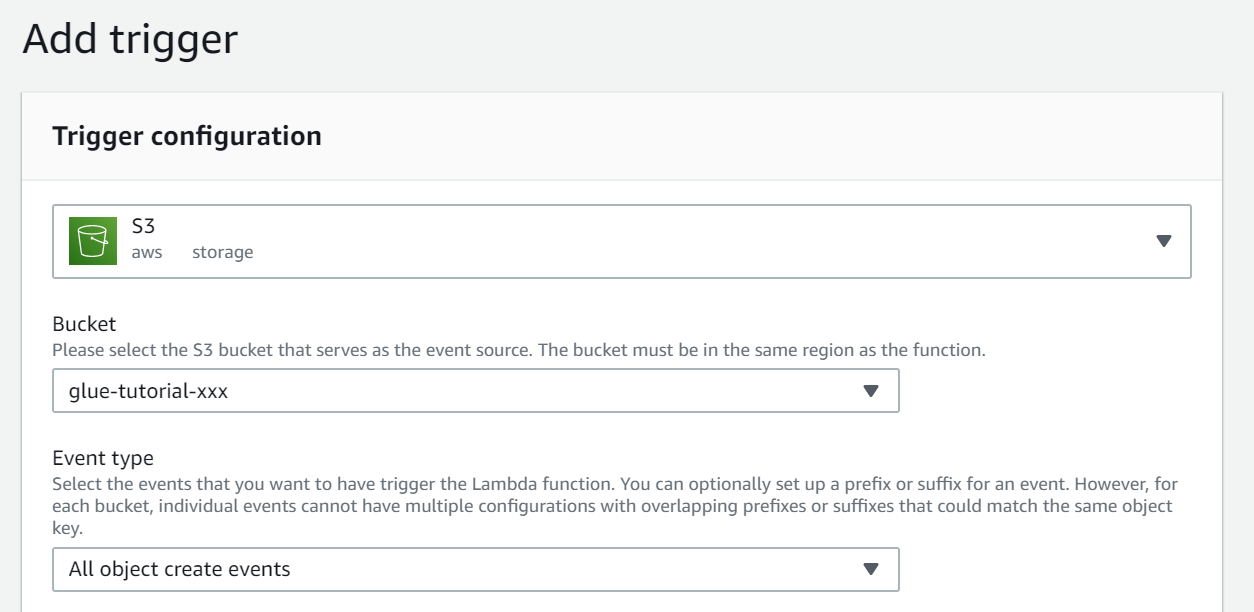 Add trigger
Trigger configuration
S3
aws storage
Bucket
Please select the S3 bucket that serves as the event source. The bucket must be in the same region as the function.
glue-tutorial-xxx
Event type
Select the events that you want to have trigger the Lambda function. You can optionally set up a prefix or suffix for an event. However, for
each bucket, individual events cannot have multiple configurations with overlapping prefixes or suffixes that could match the same object
key.
All object create events